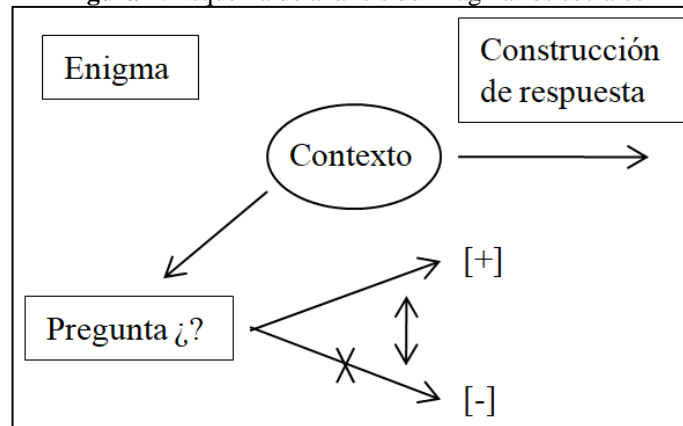 Enigma
Construcción
de respuesta
Contexto
[+]
Pregunta ¿?
[-]